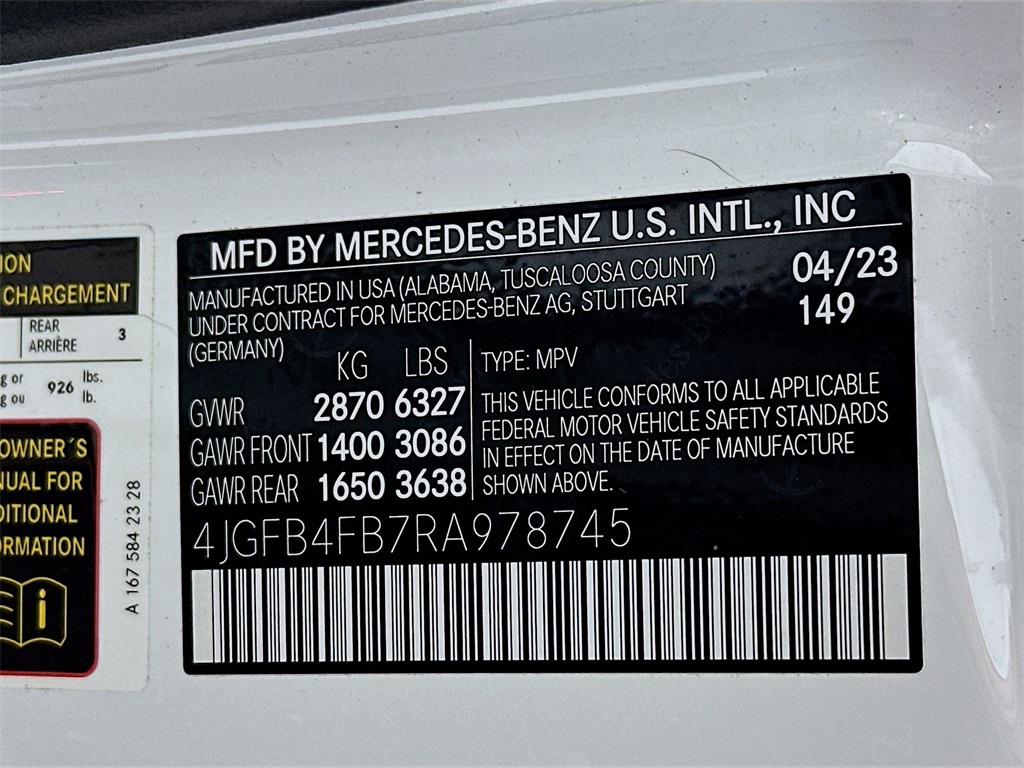 ION
CHARGEMENT
REAR
ARRIÈRE
3
g or
g ou
926
lbs.
lb.
OWNER´S
NUAL FOR
DITIONAL
ORMATION
i
A 167 584 23 28
MFD BY MERCEDES-BENZ U.S. INTL., INC
MANUFACTURED IN USA (ALABAMA, TUSCALOOSA COUNTY)
UNDER CONTRACT FOR MERCEDES-BENZ AG, STUTTGART
(GERMANY)
04/23
149
KG LBS
GVWR 2870 6327
GAWR FRONT 1400 3086
GAWR REAR 1650 3638
TYPE: MPV
THIS VEHICLE CONFORMS TO ALL APPLICABLE
FEDERAL MOTOR VEHICLE SAFETY STANDARDS
IN EFFECT ON THE DATE OF MANUFACTURE
SHOWN ABOVE.
4JGFB4FB7RA978745